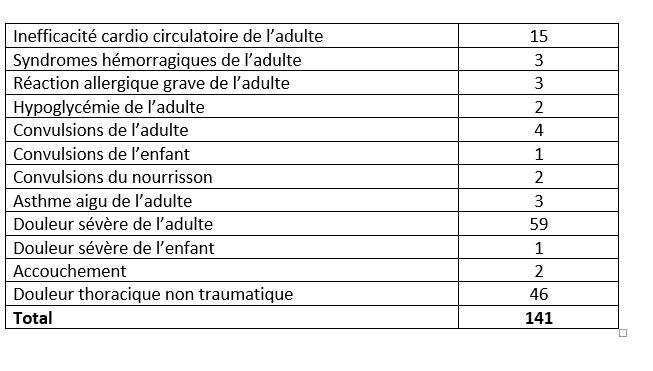 Inefficacité cardio circulatoire de l’adulte 15
Syndromes hémorragiques de l’adulte 3
Réaction allergique grave de l’adulte 3
Hypoglycémie de l’adulte 2
Convulsions de l’adulte 4
Convulsions de l’enfant 1
Convulsions du nourrisson 2
Asthme aigu de l’adulte 3
Douleur sévère de l’adulte 59
Douleur sévère de l’enfant 1
Accouchement 2
Douleur thoracique non traumatique 46
Total 141